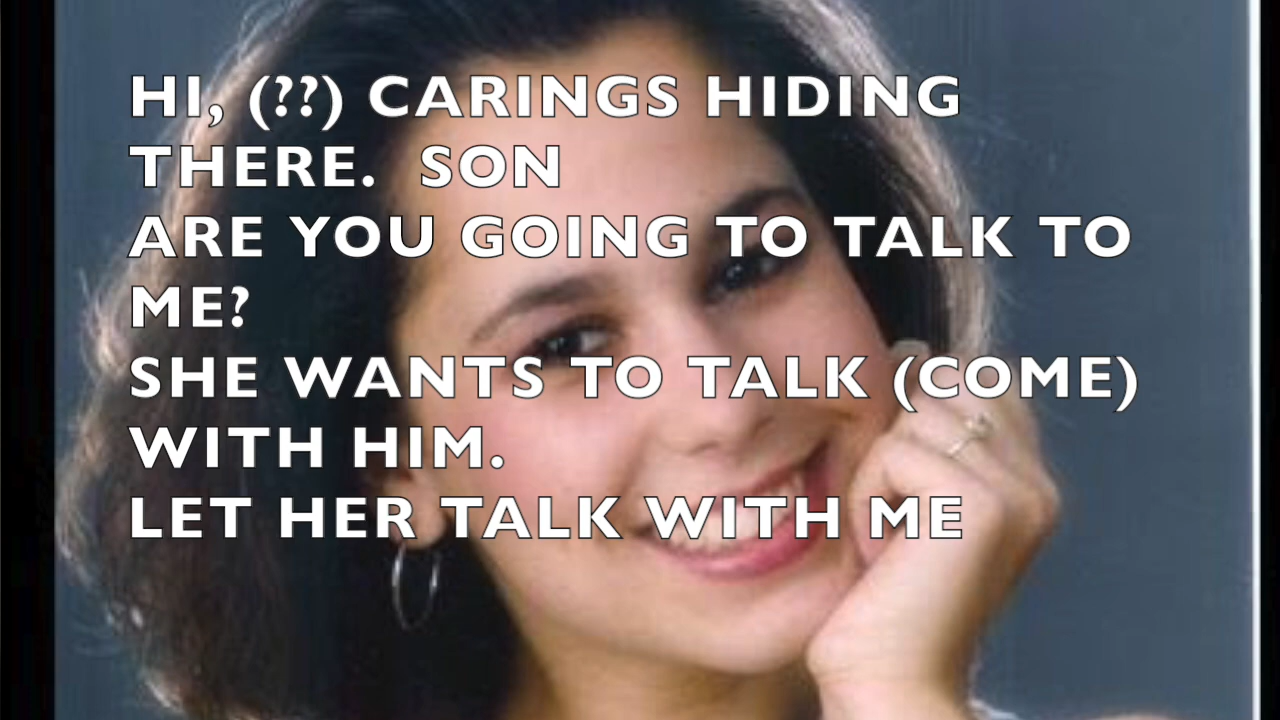 HI, (??) CARINGS HIDING
THERE.  SON
ARE YOU GOING TO TALK TO
ME?
SHE WANTS TO TALK (COME)
WITH HIM.
LET HER TALK WITH ME